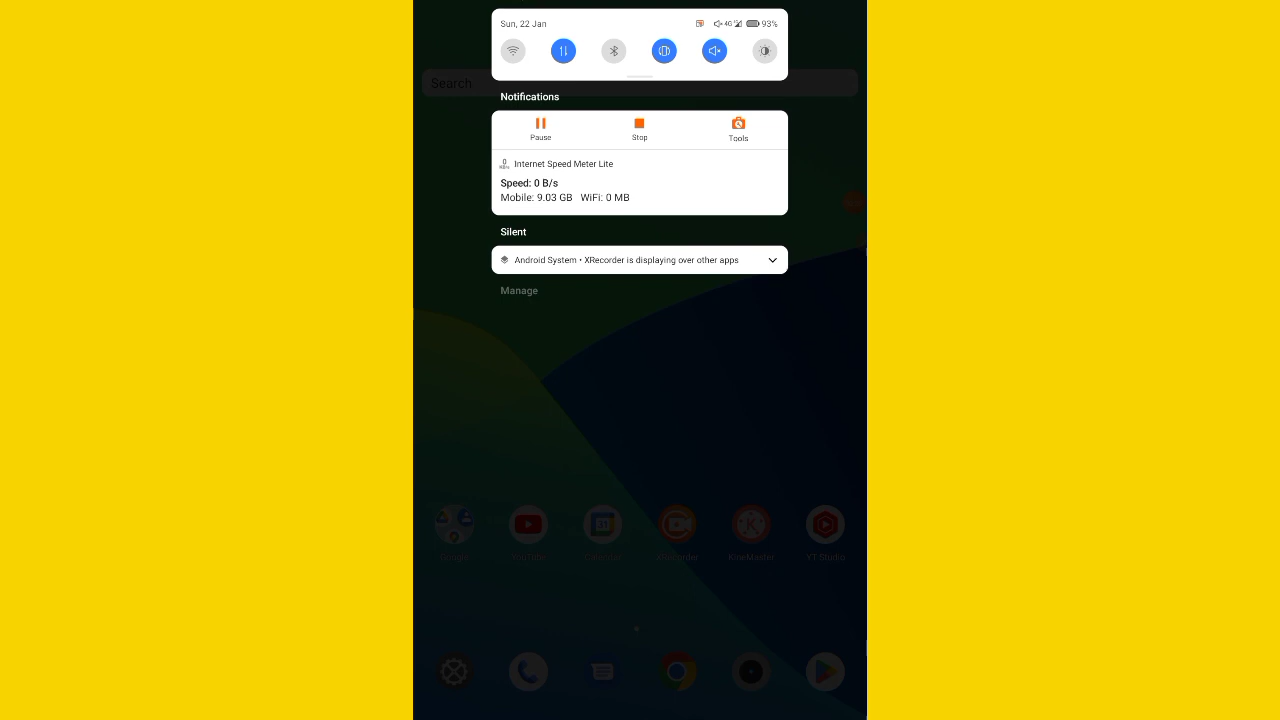 Sun, 22 Jan
4G 93%
Search
Notifications
Pause Stop Tools
Internet Speed Meter Lite
Speed: 0 B/s
Mobile: 9.03 GB WiFi: 0 MB
Silent
Android System • XRecorder is displaying over other apps
Manage
Google YouTube Calendar XRecorder KineMaster YT Studio